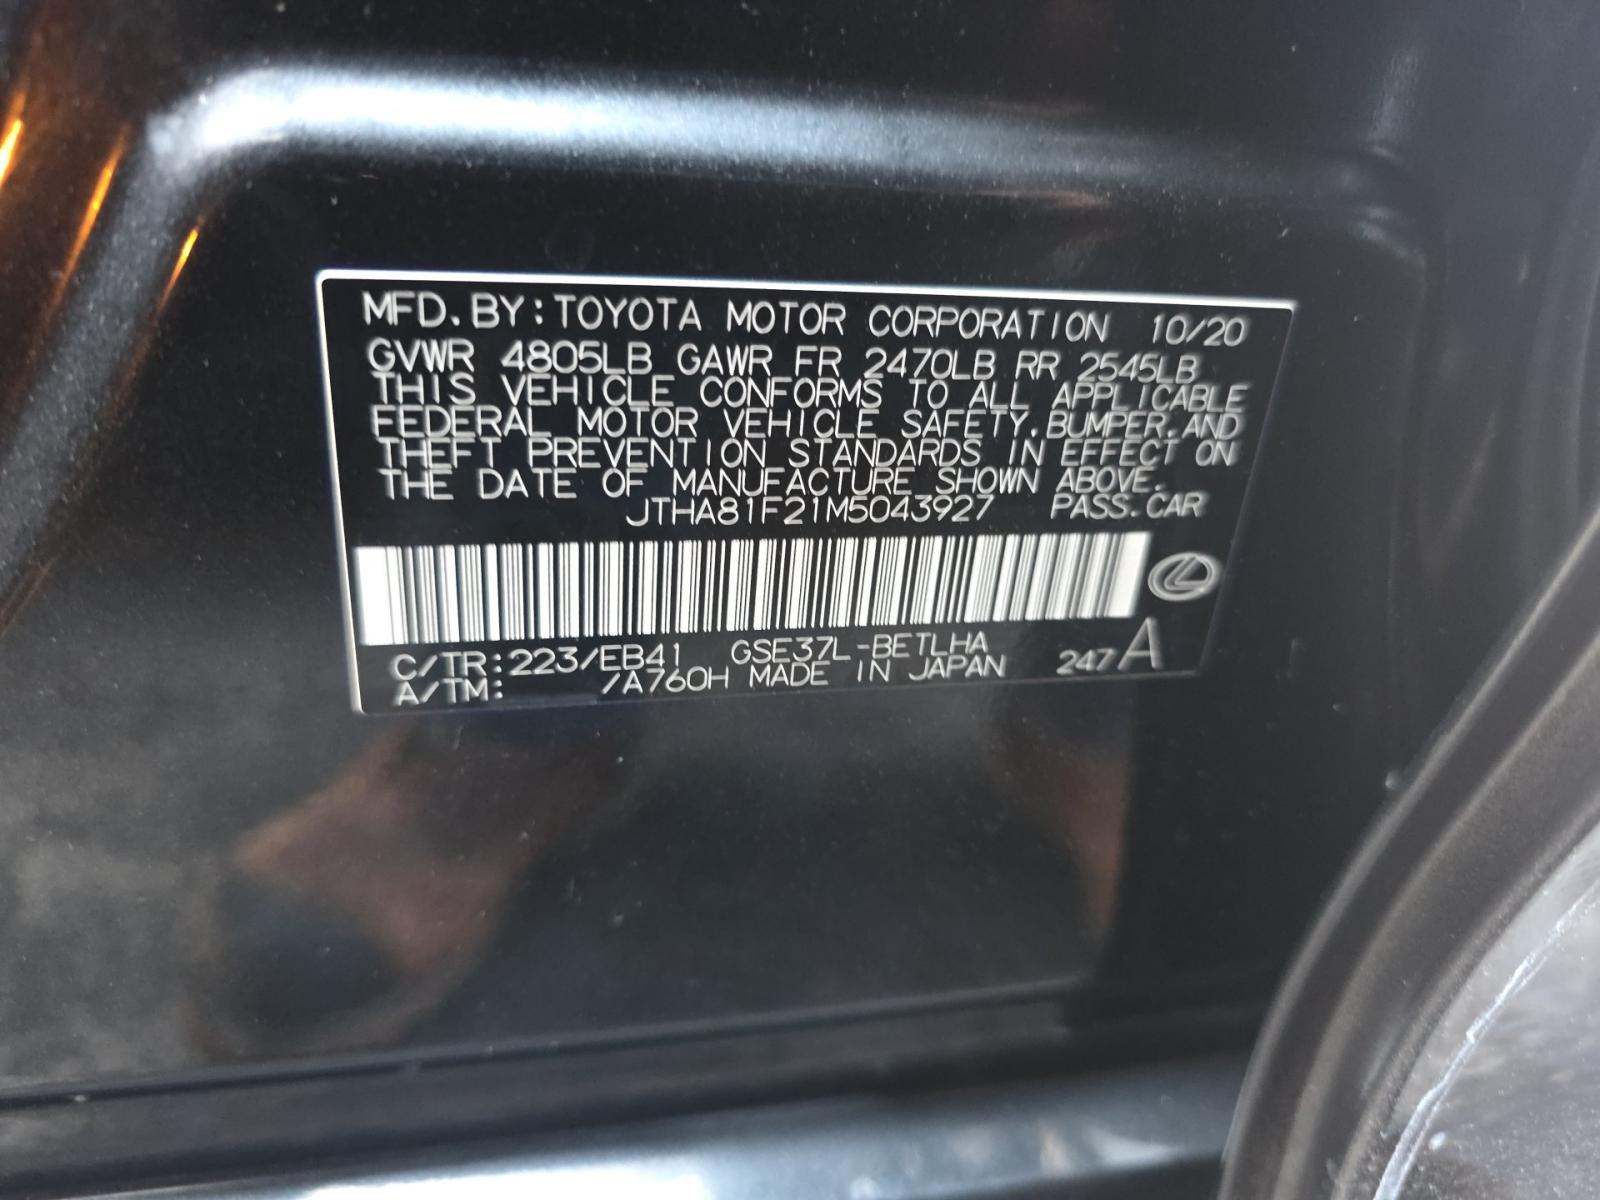 MFD. BY: TOYOTA MOTOR CORPORATION 10/20
GVWR 4805LB GAWR FR 2470LB RR 2545LB
THIS VEHICLE CONFORMS TO ALL APPLICABLE
FEDERAL MOTOR VEHICLE SAFETY, BUMPER, AND
THEFT PREVENTION STANDARDS IN EFFECT ON
THE DATE OF MANUFACTURE SHOWN ABOVE.
JTHA81F21M5043927 PASS. CAR
C/TR: 223/EB41 GSE37L-BETLHA 247 A
A/TM: /A760H MADE IN JAPAN